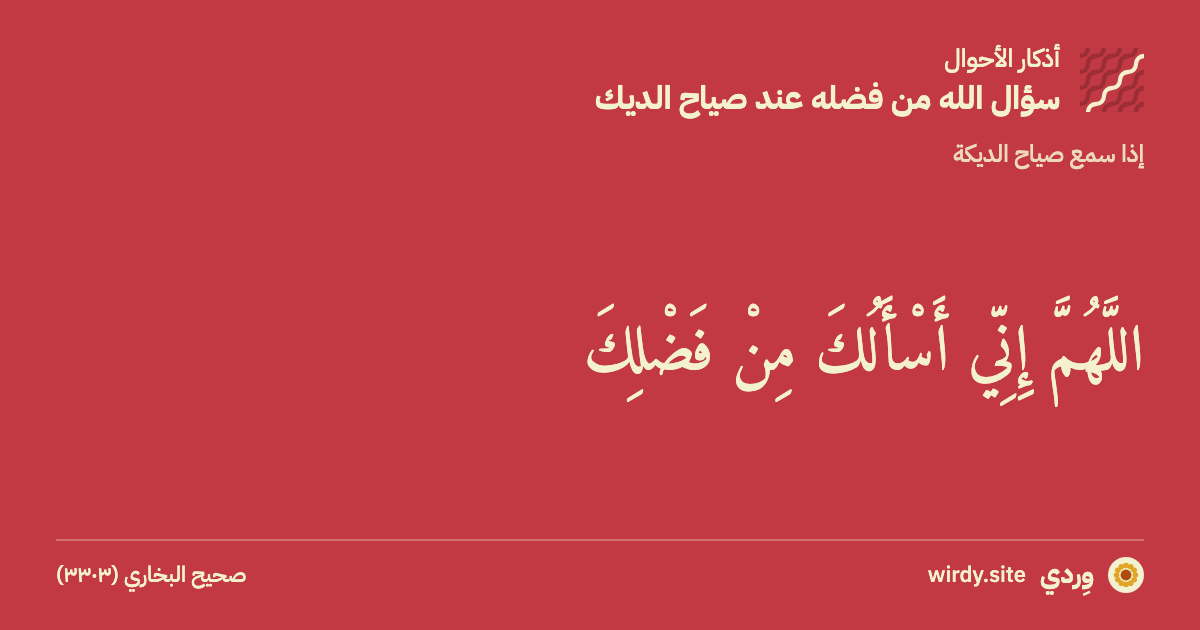 أذكار الأحوال
سؤال الله من فضله عند صياح الديك
إذا سمع صياح الديكة
اللَّهُمَّ إِنِّي أَسْأَلُكَ مِنْ فَضْلِكَ
وِردي wirdy.site
صحيح البخاري (٣٣٠٣)